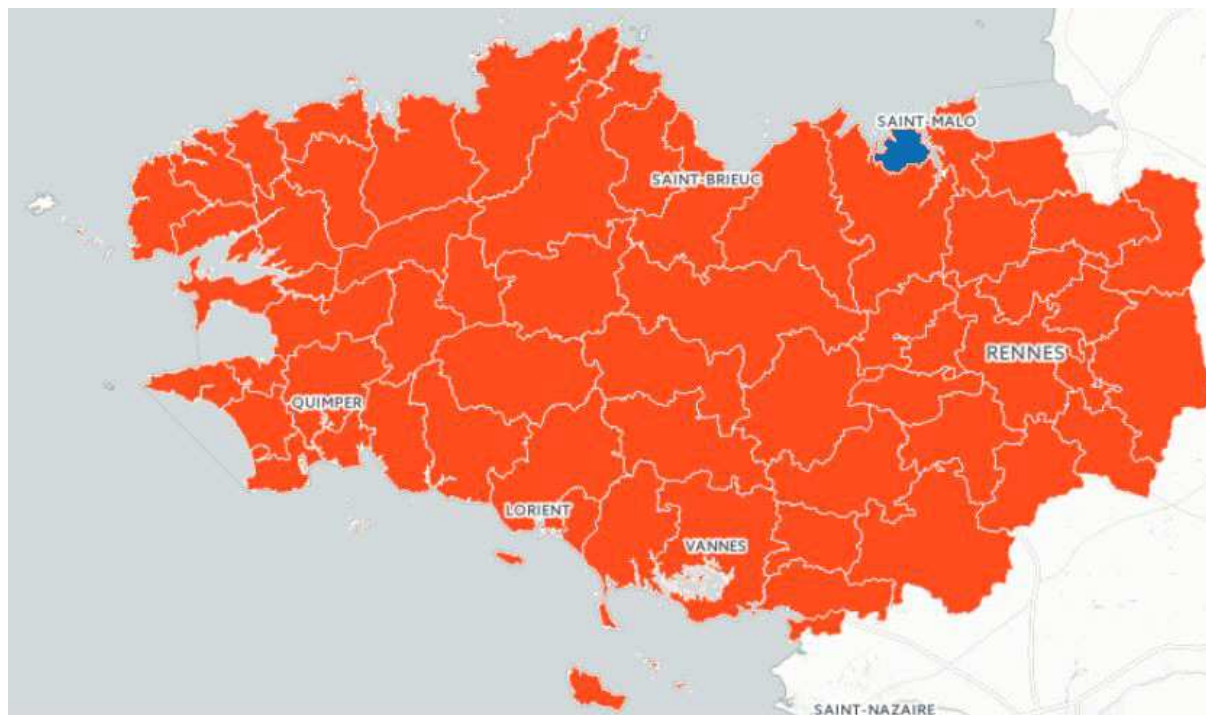 SAINT-MALO
SAINT-BRIEUC
RENNES
QUIMPER
LORIENT
VANNES
SAINT-NAZAIRE